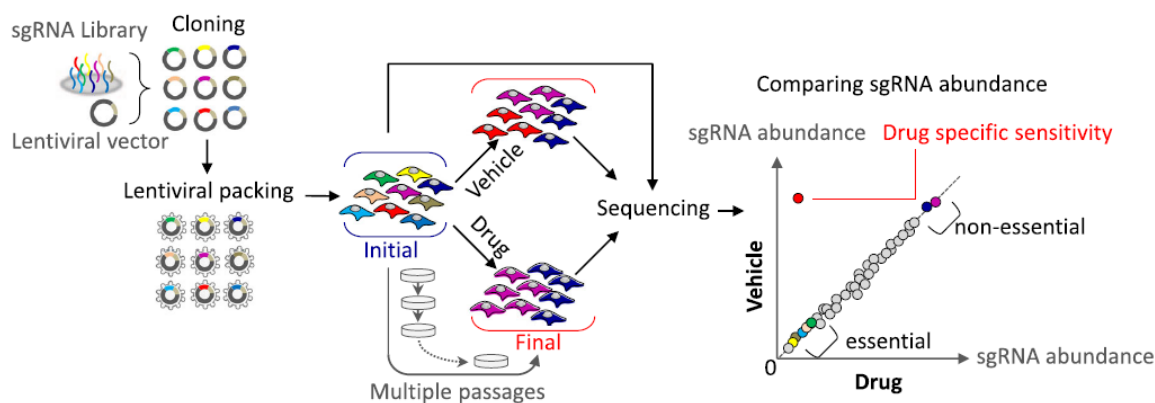 sgRNA Library
Cloning
Lentiviral vector
Lentiviral packing
Initial
Vehicle
Drug
Final
Multiple passages
Sequencing
Comparing sgRNA abundance
sgRNA abundance
Drug specific sensitivity
non-essential
essential
Vehicle
0
sgRNA abundance
Drug